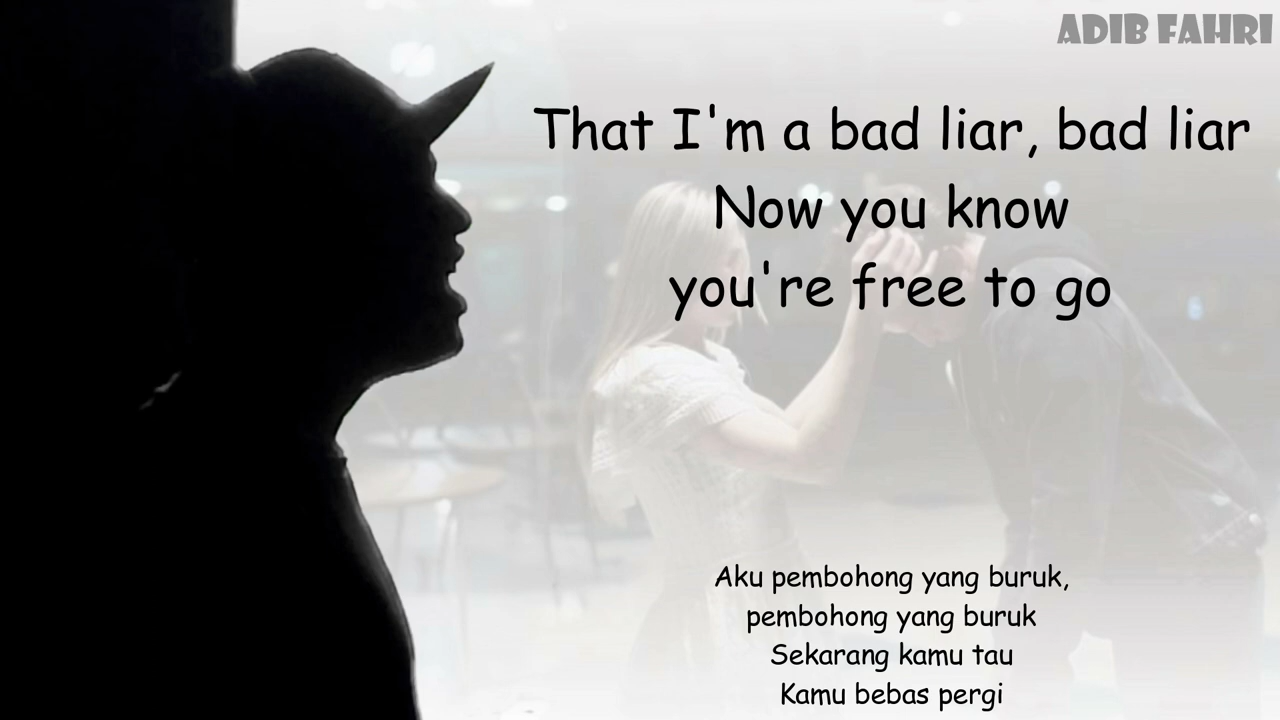 ADIB FAHRI
That I'm a bad liar, bad liar
Now you know
you're free to go
Aku pembohong yang buruk,
pembohong yang buruk
Sekarang kamu tau
Kamu bebas pergi